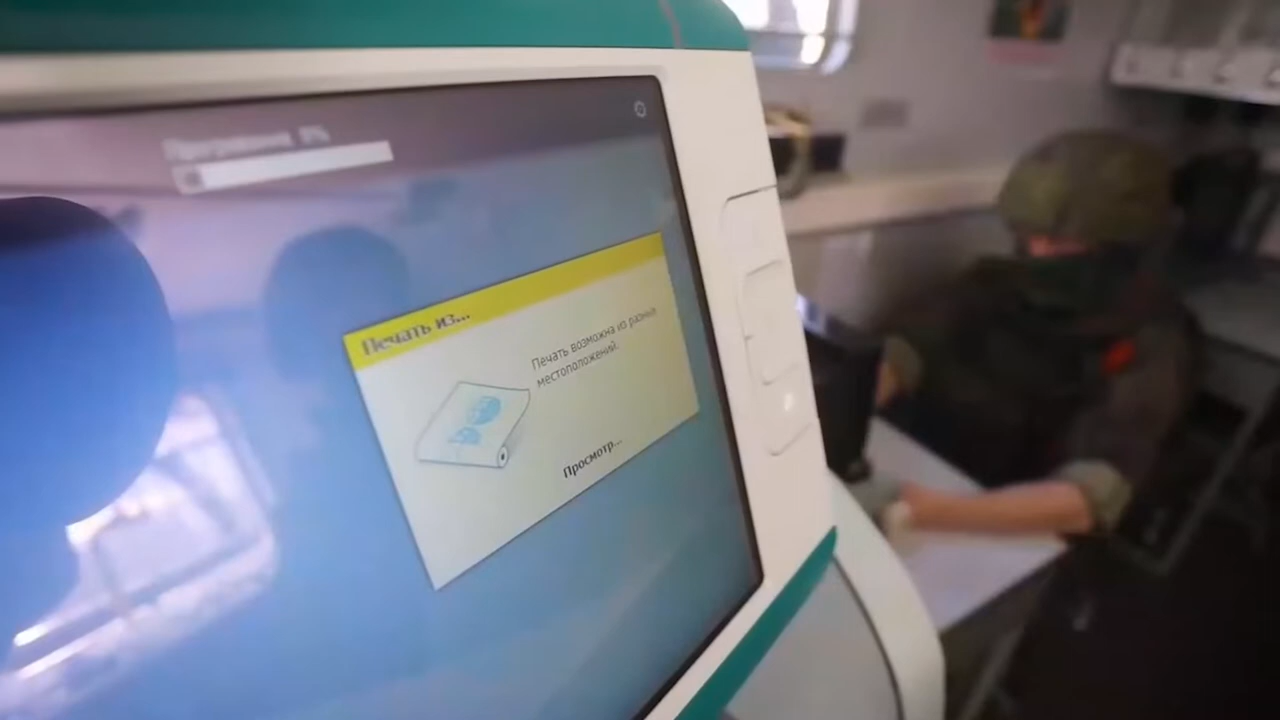 Печать из...
Печать возможна из разных
местоположений.
Просмотр...